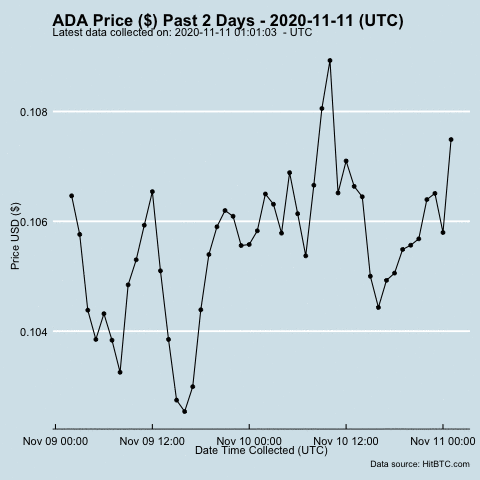 ADA Price ($) Past 2 Days - 2020-11-11 (UTC)
Latest data collected on: 2020-11-11 01:01:03  - UTC
0.108
0.106
0.104
Price USD ($)
Nov 09 00:00 Nov 09 12:00 Nov 10 00:00 Nov 10 12:00 Nov 11 00:00
Date Time Collected (UTC)
Data source: HitBTC.com